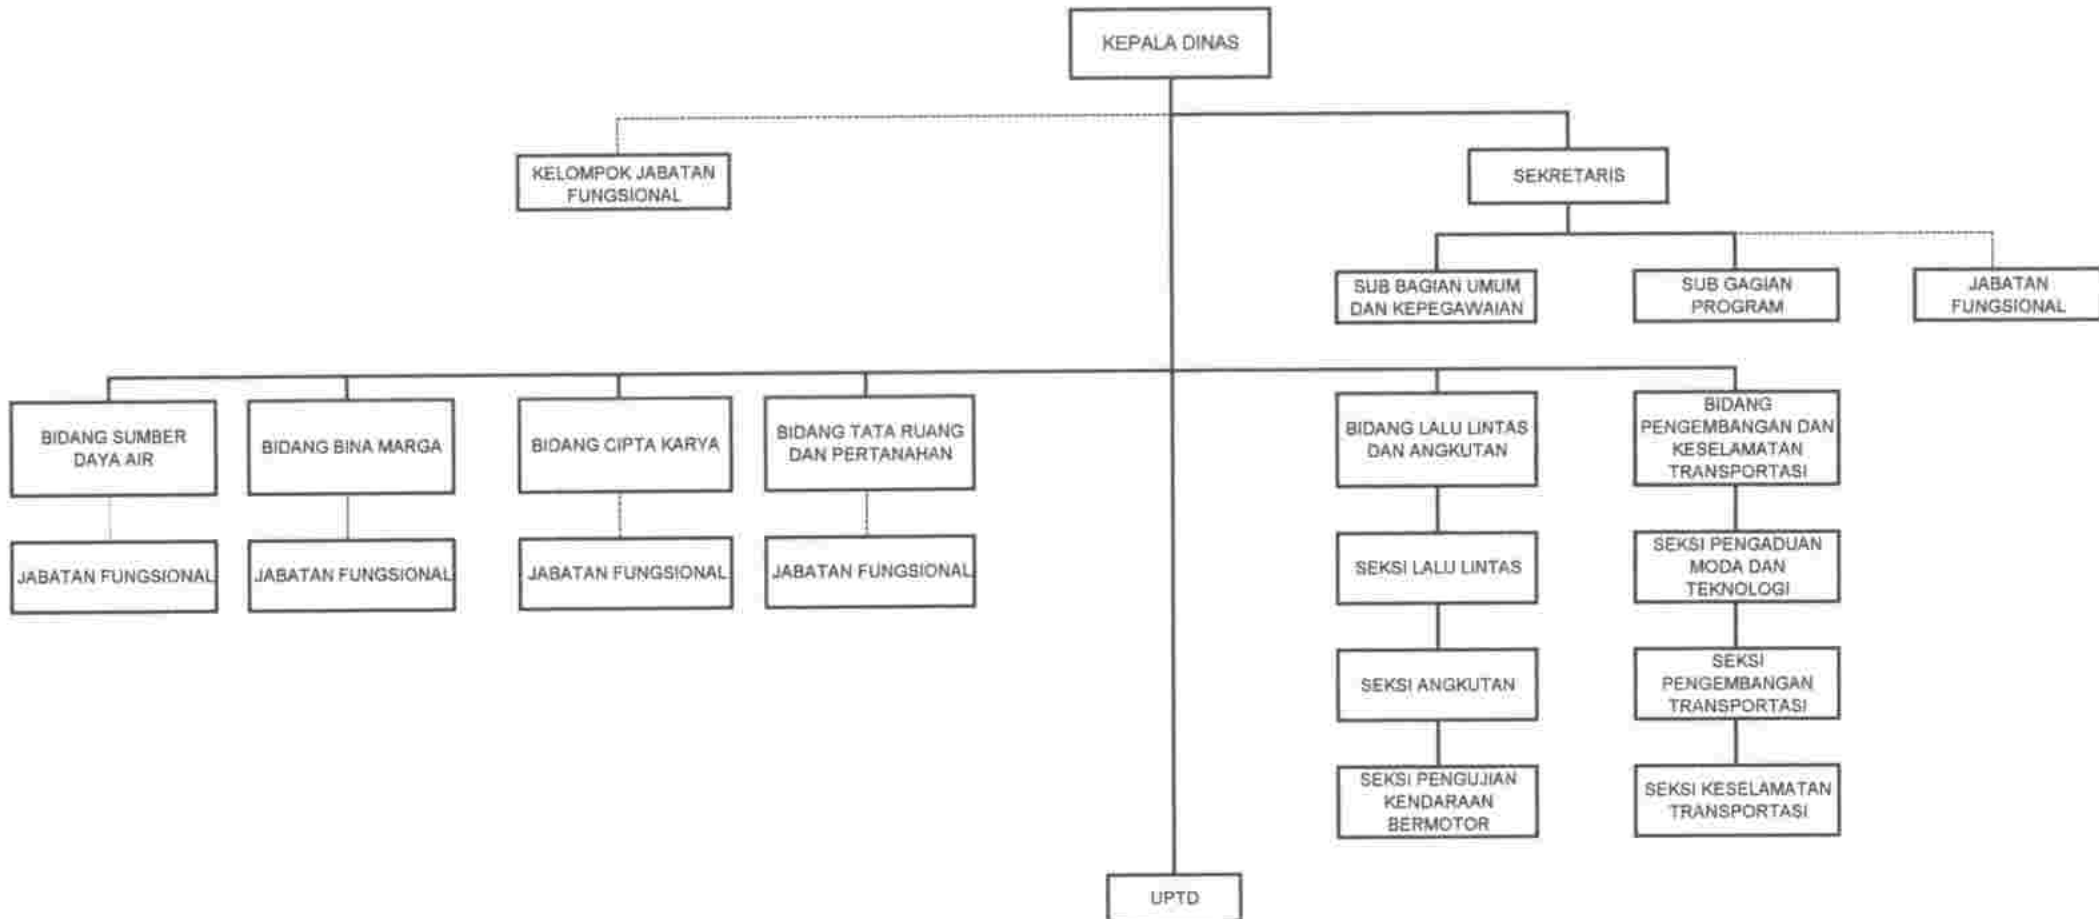 KEPALA DINAS
KELOMPOK JABATAN
FUNGSIONAL
SEKRETARIS
SUB BAGIAN UMUM
DAN KEPEGAWAIAN
SUB GAGIAN
PROGRAM
JABATAN
FUNGSIONAL
BIDANG SUMBER
DAYA AIR
BIDANG BINA MARGA
BIDANG CIPTA KARYA
BIDANG TATA RUANG
DAN PERTANAHAN
BIDANG LALU LINTAS
DAN ANGKUTAN
BIDANG
PENGEMBANGAN DAN
KESELAMATAN
TRANSPORTASI
JABATAN FUNGSIONAL
JABATAN FUNGSIONAL
JABATAN FUNGSIONAL
JABATAN FUNGSIONAL
SEKSI LALU LINTAS
SEKSI PENGADUAN
MODA DAN
TEKNOLOGI
SEKSI ANGKUTAN
SEKSI
PENGEMBANGAN
TRANSPORTASI
SEKSI PENGUJIAN
KENDARAAN
BERMOTOR
SEKSI KESELAMATAN
TRANSPORTASI
UPTD